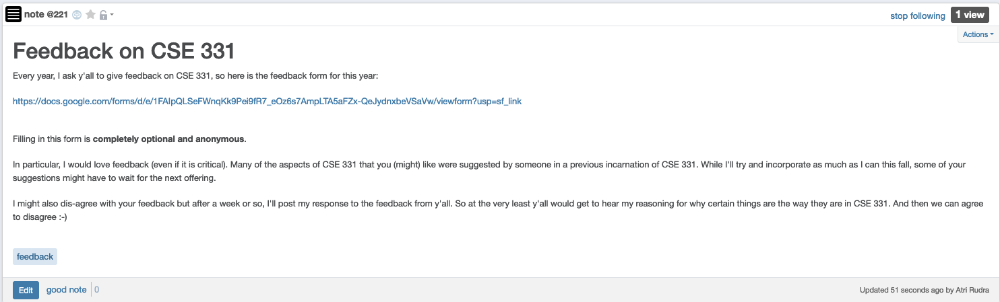 note @221
stop following 1 view
Actions
Feedback on CSE 331
Every year, I ask y'all to give feedback on CSE 331, so here is the feedback form for this year:
https://docs.google.com/forms/d/e/1FAIpQLSeFWnqKk9Pei9fR7_eOz6s7AmpLTA5aFZx-QeJydnxbeVSaVw/viewform?usp=sf_link
Filling in this form is completely optional and anonymous.
In particular, I would love feedback (even if it is critical). Many of the aspects of CSE 331 that you (might) like were suggested by someone in a previous incarnation of CSE 331. While I'll try and incorporate as much as I can this fall, some of your
suggestions might have to wait for the next offering.
I might also dis-agree with your feedback but after a week or so, I'll post my response to the feedback from y'all. So at the very least y'all would get to hear my reasoning for why certain things are the way they are in CSE 331. And then we can agree
to disagree :-)
feedback
Edit good note 0
Updated 51 seconds ago by Atri Rudra